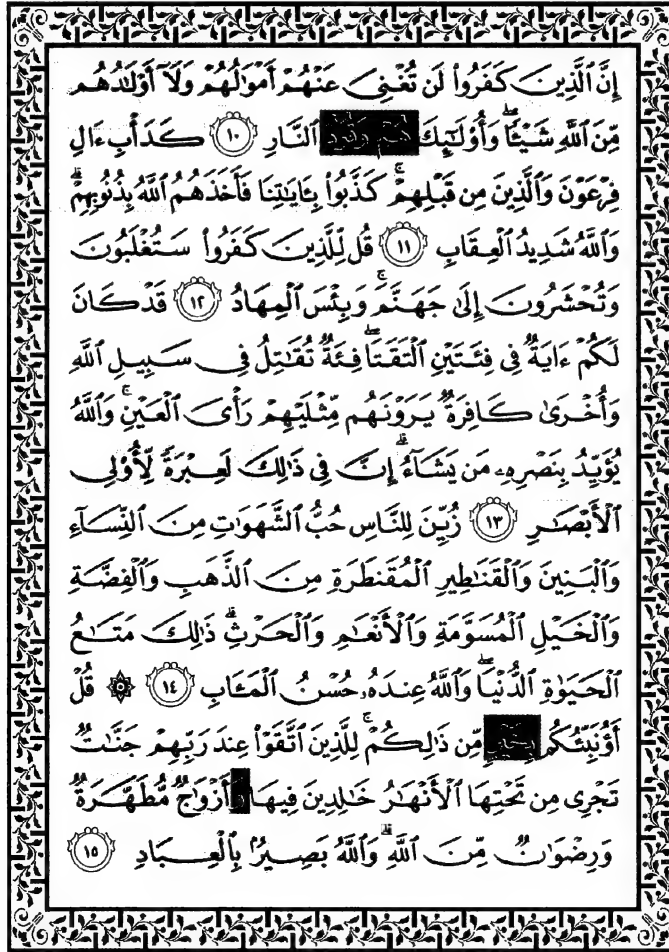 إِنَّ ٱلَّذِينَ كَفَرُوا۟ لَن تُغْنِىَ عَنْهُمْ أَمْوَٰلُهُمْ وَلَآ أَوْلَٰدُهُم
مِّنَ ٱللَّهِ شَيْـًٔا ۖ وَأُو۟لَٰٓئِكَ ٱلنَّارِ ١٠ كَدَأْبِ ءَالِ
فِرْعَوْنَ وَٱلَّذِينَ مِن قَبْلِهِمْ ۚ كَذَّبُوا۟ بِـَٔايَٰتِنَا فَأَخَذَهُمُ ٱللَّهُ بِذُنُوبِهِمْ ۗ
وَٱللَّهُ شَدِيدُ ٱلْعِقَابِ ١١ قُل لِّلَّذِينَ كَفَرُوا۟ سَتُغْلَبُونَ
وَتُحْشَرُونَ إِلَىٰ جَهَنَّمَ ۚ وَبِئْسَ ٱلْمِهَادُ ١٢ قَدْ كَانَ
لَكُمْ ءَايَةٌ فِى فِئَتَيْنِ ٱلْتَقَتَا ۖ فِئَةٌ تُقَٰتِلُ فِى سَبِيلِ ٱللَّهِ
وَأُخْرَىٰ كَافِرَةٌ يَرَوْنَهُم مِّثْلَيْهِمْ رَأْىَ ٱلْعَيْنِ ۚ وَٱللَّهُ
يُؤَيِّدُ بِنَصْرِهِۦ مَن يَشَآءُ ۗ إِنَّ فِى ذَٰلِكَ لَعِبْرَةً لِّأُو۟لِى
ٱلْأَبْصَٰرِ ١٣ زُيِّنَ لِلنَّاسِ حُبُّ ٱلشَّهَوَٰتِ مِنَ ٱلنِّسَآءِ
وَٱلْبَنِينَ وَٱلْقَنَٰطِيرِ ٱلْمُقَنطَرَةِ مِنَ ٱلذَّهَبِ وَٱلْفِضَّةِ
وَٱلْخَيْلِ ٱلْمُسَوَّمَةِ وَٱلْأَنْعَٰمِ وَٱلْحَرْثِ ۗ ذَٰلِكَ مَتَٰعُ
ٱلْحَيَوٰةِ ٱلدُّنْيَا ۖ وَٱللَّهُ عِندَهُۥ حُسْنُ ٱلْمَـَٔابِ ١٤ ۞ قُلْ
أَؤُنَبِّئُكُم مِّن ذَٰلِكُمْ ۚ لِلَّذِينَ ٱتَّقَوْا۟ عِندَ رَبِّهِمْ جَنَّٰتٌ
تَجْرِى مِن تَحْتِهَا ٱلْأَنْهَٰرُ خَٰلِدِينَ فِيهَا أَزْوَٰجٌ مُّطَهَّرَةٌ
وَرِضْوَٰنٌ مِّنَ ٱللَّهِ ۗ وَٱللَّهُ بَصِيرٌۢ بِٱلْعِبَادِ ١٥